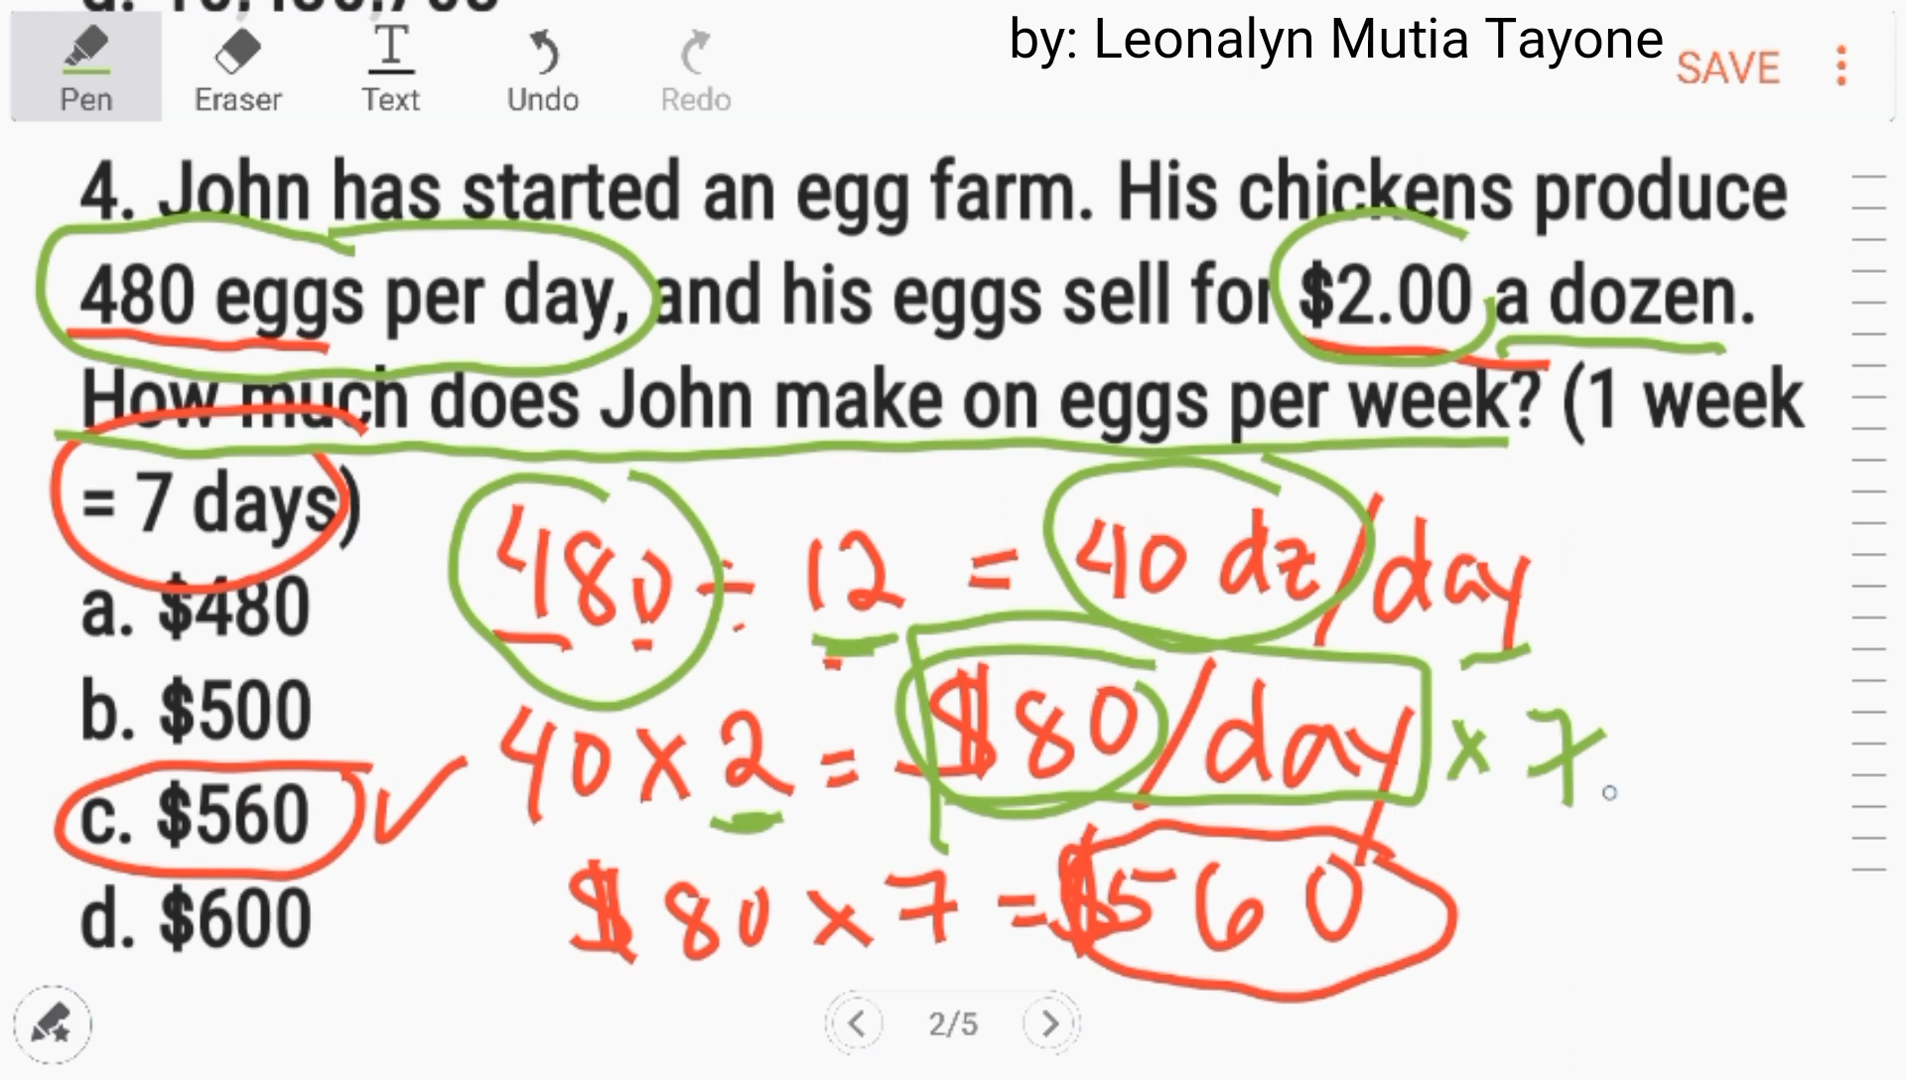 by: Leonalyn Mutia Tayone
SAVE
Pen
Eraser
Text
Undo
Redo
4. John has started an egg farm. His chickens produce
480 eggs per day, and his eggs sell for $2.00 a dozen.
How much does John make on eggs per week? (1 week
= 7 days)
480 ÷ 12 = 40 dz/day
a. $480
b. $500
40 x 2 = $80/day x 7
c. $560
$80 x 7 = $560
d. $600
2/5